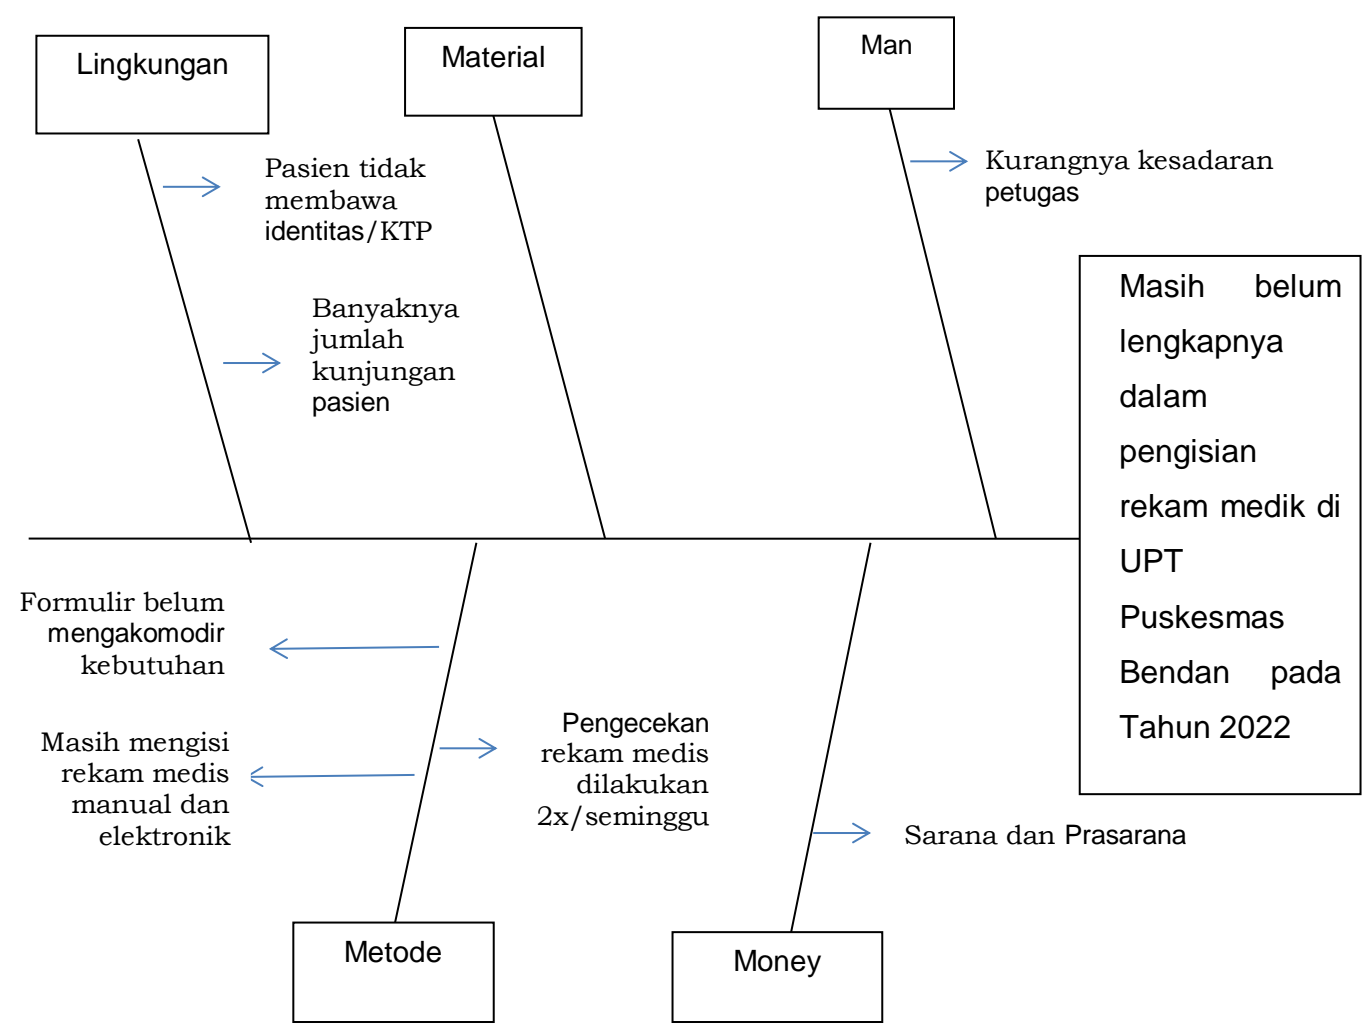 Lingkungan
Material
Man
Pasien tidak
membawa
identitas/KTP
Kurangnya kesadaran
petugas
Banyaknya
jumlah
kunjungan
pasien
Masih belum
lengkapnya
dalam
pengisian
rekam medik di
UPT
Puskesmas
Bendan pada
Tahun 2022
Formulir belum
mengakomodir
kebutuhan
Masih mengisi
rekam medis
manual dan
elektronik
Pengecekan
rekam medis
dilakukan
2x/seminggu
Sarana dan Prasarana
Metode
Money